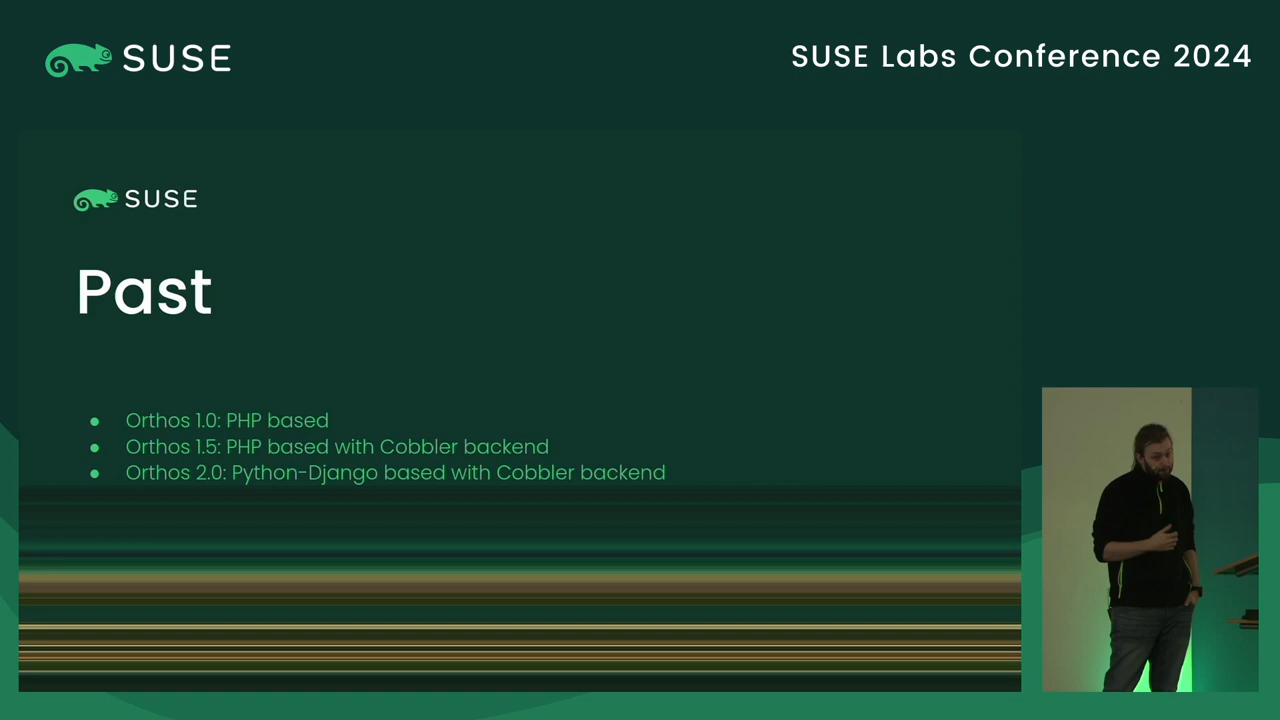 SUSE
SUSE Labs Conference 2024
SUSE
Past
● Orthos 1.0: PHP based
● Orthos 1.5: PHP based with Cobbler backend
● Orthos 2.0: Python-Django based with Cobbler backend